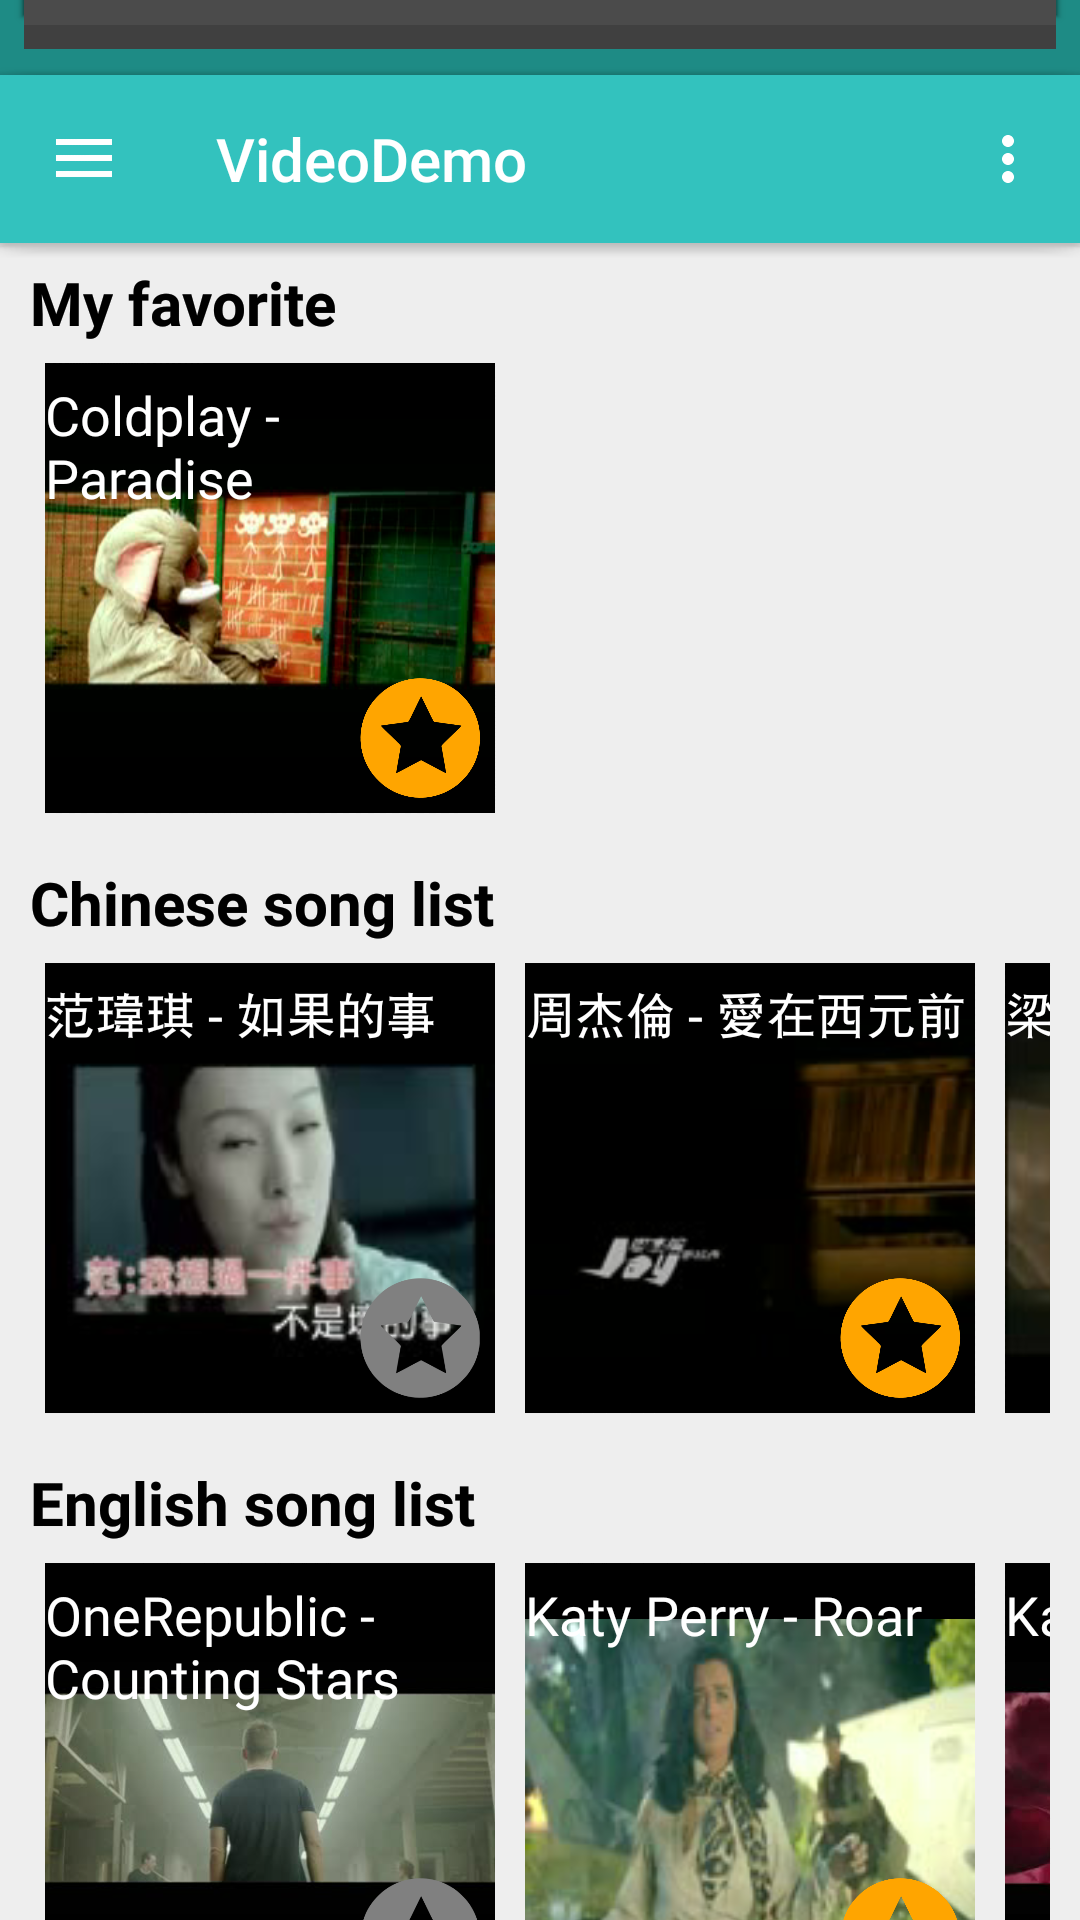 VideoDemo
My favorite
Coldplay -
Paradise
Chinese song list
范瑋琪 - 如果的事
周杰倫 - 愛在西元前
梁
范:我想過一件事
不是壞的事
Jay
English song list
OneRepublic -
Counting Stars
Katy Perry - Roar
Ka